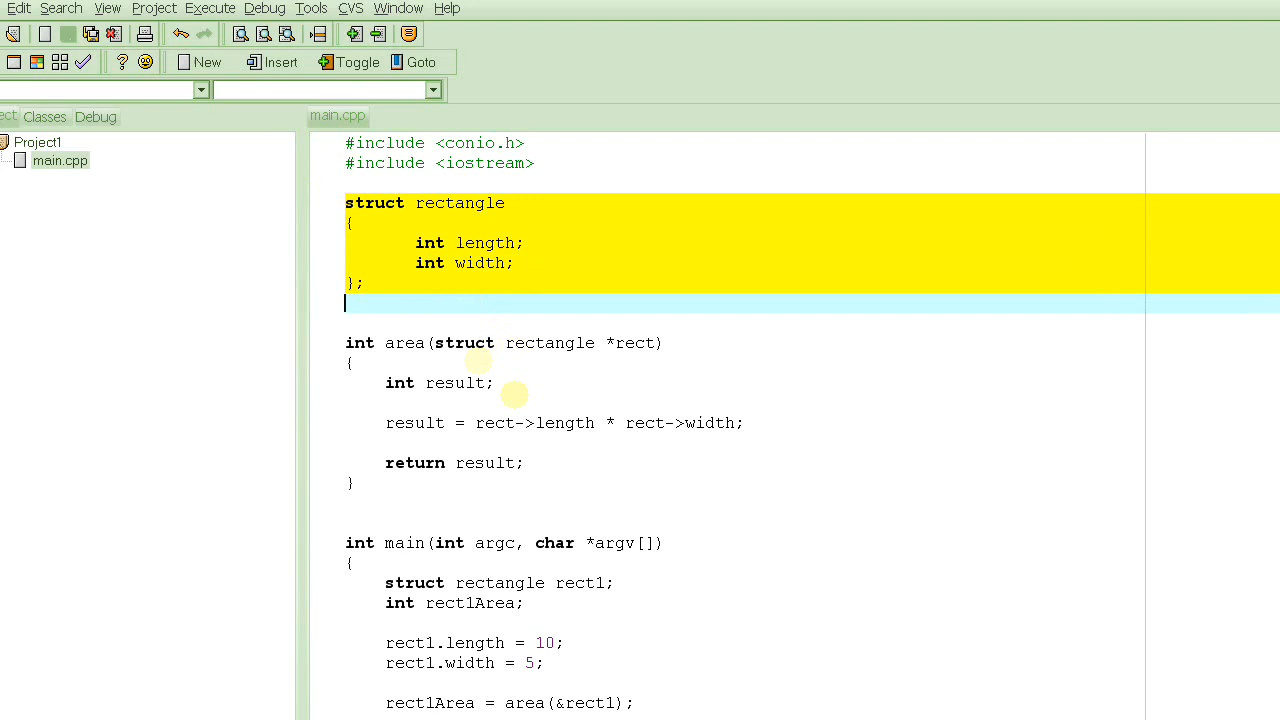 Edit Search View Project Execute Debug Tools CVS Window Help
New Insert Toggle Goto
ect Classes Debug
main.cpp
Project1
main.cpp
#include <conio.h>
#include <iostream>
struct rectangle
{
int length;
int width;
};
int area(struct rectangle *rect)
{
int result;
result = rect->length * rect->width;
return result;
}
int main(int argc, char *argv[])
{
struct rectangle rect1;
int rect1Area;
rect1.length = 10;
rect1.width = 5;
rect1Area = area(&rect1);